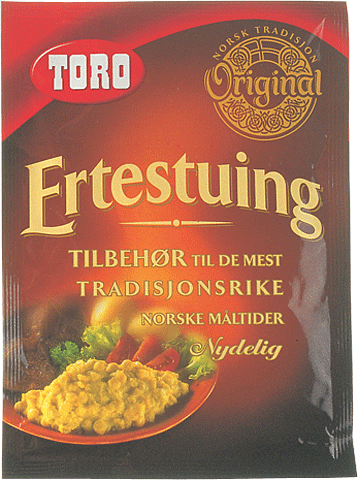 TORO
NORSK TRADISJON
Original
Ertestuing
TILBEHØR TIL DE MEST
TRADISJONSRIKE
NORSKE MÅLTIDER
Nydelig